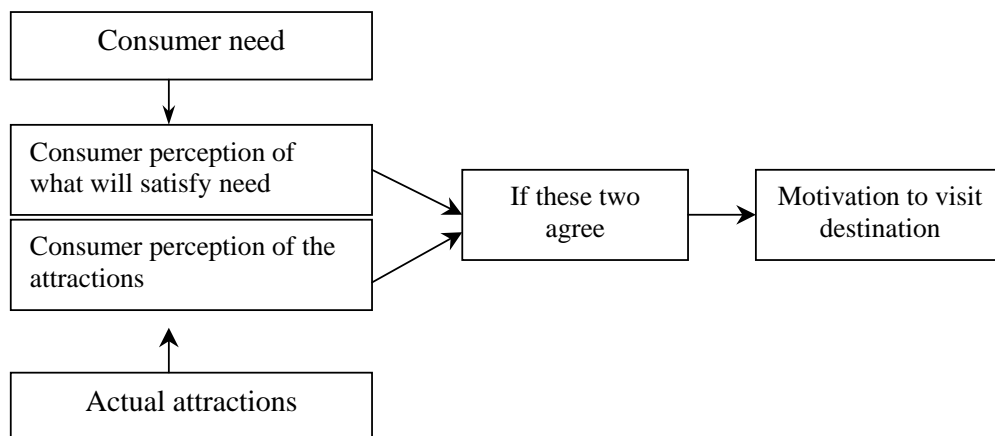 Consumer need
Consumer perception of
what will satisfy need
Consumer perception of the
attractions
Actual attractions
If these two
agree
Motivation to visit
destination